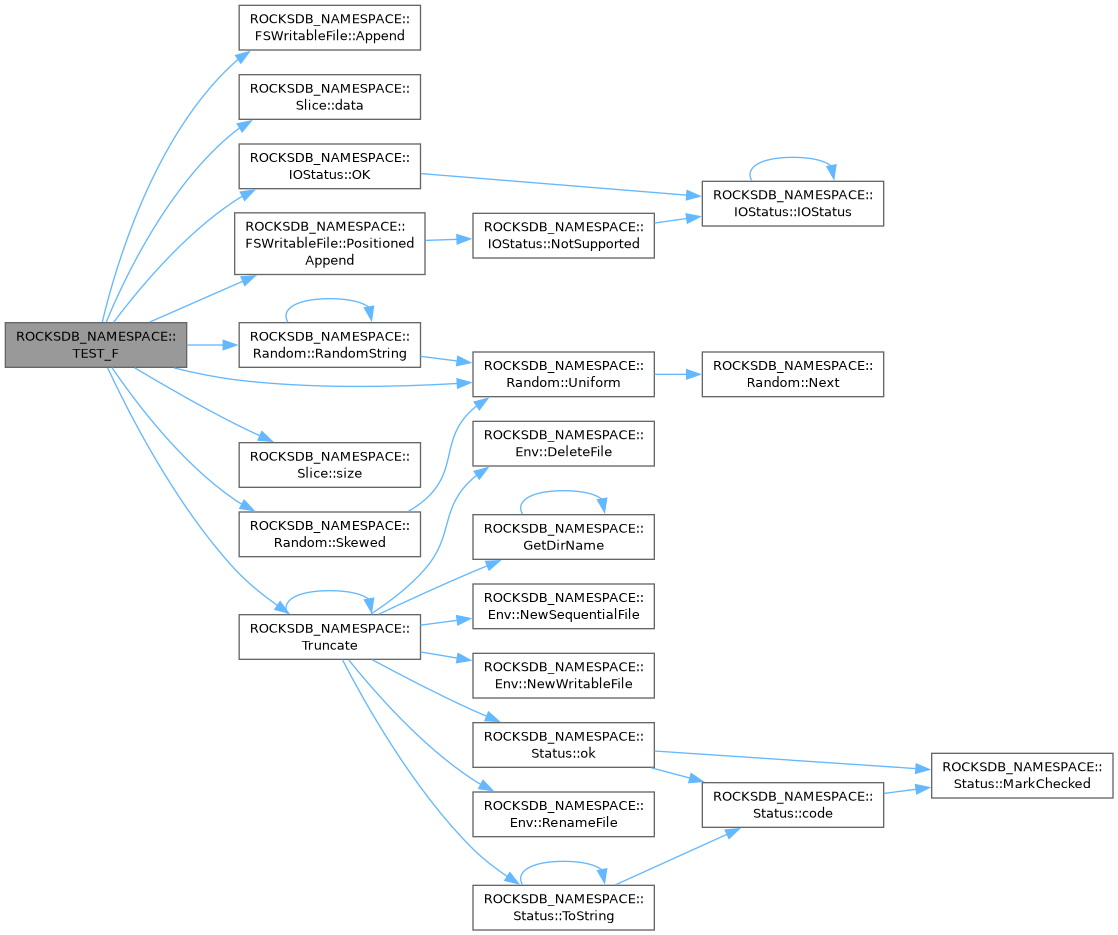 ROCKSDB_NAMESPACE::
FSWritableFile::Append
ROCKSDB_NAMESPACE::
Slice::data
ROCKSDB_NAMESPACE::
IOStatus::OK
ROCKSDB_NAMESPACE::
IOStatus::IOStatus
ROCKSDB_NAMESPACE::
FSWritableFile::Positioned
Append
ROCKSDB_NAMESPACE::
IOStatus::NotSupported
ROCKSDB_NAMESPACE::
TEST_F
ROCKSDB_NAMESPACE::
Random::RandomString
ROCKSDB_NAMESPACE::
Random::Uniform
ROCKSDB_NAMESPACE::
Random::Next
ROCKSDB_NAMESPACE::
Env::DeleteFile
ROCKSDB_NAMESPACE::
Slice::size
ROCKSDB_NAMESPACE::
Random::Skewed
ROCKSDB_NAMESPACE::
GetDirName
ROCKSDB_NAMESPACE::
Env::NewSequentialFile
ROCKSDB_NAMESPACE::
Truncate
ROCKSDB_NAMESPACE::
Env::NewWritableFile
ROCKSDB_NAMESPACE::
Status::ok
ROCKSDB_NAMESPACE::
Status::MarkChecked
ROCKSDB_NAMESPACE::
Status::code
ROCKSDB_NAMESPACE::
Env::RenameFile
ROCKSDB_NAMESPACE::
Status::ToString